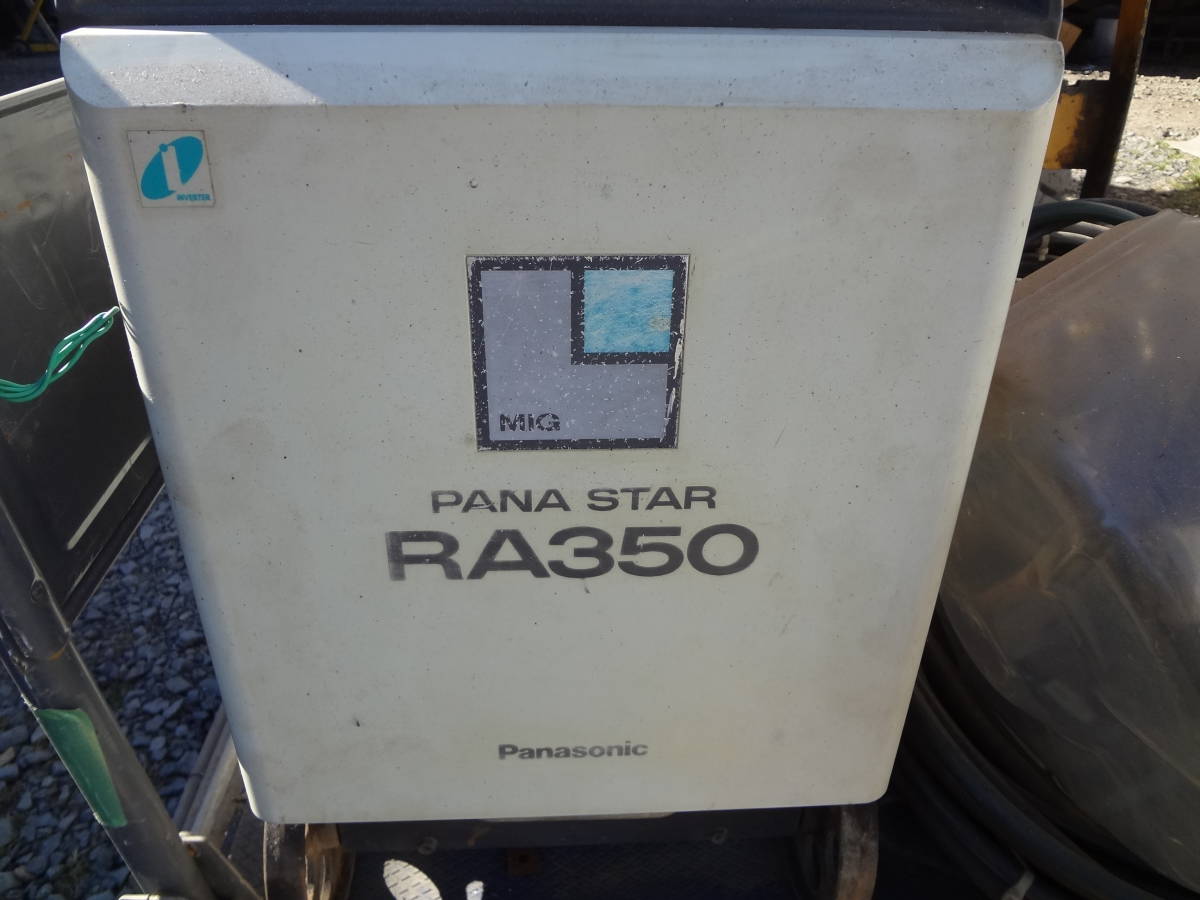 INVERTER
MIG
PANA STAR
RA350
Panasonic